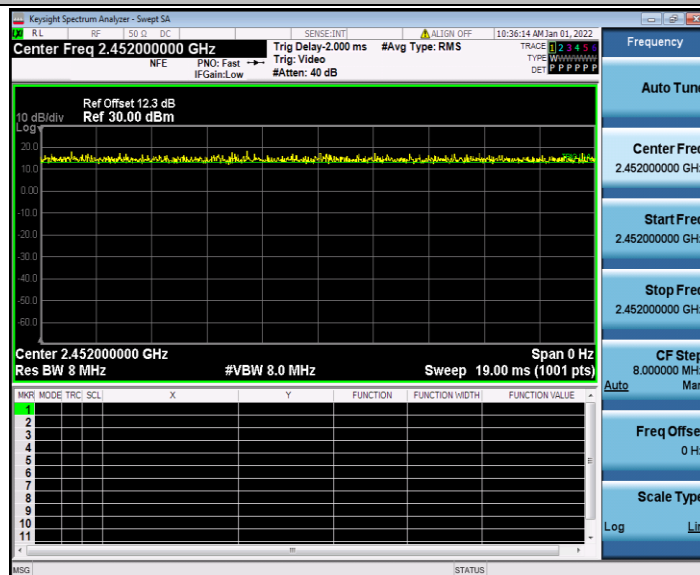 Keysight Spectrum Analyzer - Swept SA
RL RF 50 Ω DC SENSE:INT ALIGN OFF 10:36:14 AM Jan 01, 2022
Center Freq 2.452000000 GHz
NFE PNO: Fast IFGain:Low
Trig Delay-2.000 ms #Avg Type: RMS
Trig: Video
#Atten: 40 dB
TRACE 1 2 3 4 5 6
TYPE WWWWWW
DET P P P P P P
Ref Offset 12.3 dB
10 dB/div Ref 30.00 dBm
Log
20.0
10.0
0.00
-10.0
-20.0
-30.0
-40.0
-50.0
-60.0
Center 2.452000000 GHz Span 0 Hz
Res BW 8 MHz #VBW 8.0 MHz Sweep 19.00 ms (1001 pts)
MKR MODE TRC SCL X Y FUNCTION FUNCTION WIDTH FUNCTION VALUE
1
2
3
4
5
6
7
8
9
10
11
MSG STATUS
Frequency
Auto Tune
Center Freq
2.452000000 GHz
Start Freq
2.452000000 GHz
Stop Freq
2.452000000 GHz
CF Step
8.000000 MHz
Auto Man
Freq Offset
0 Hz
Scale Type
Log Lin